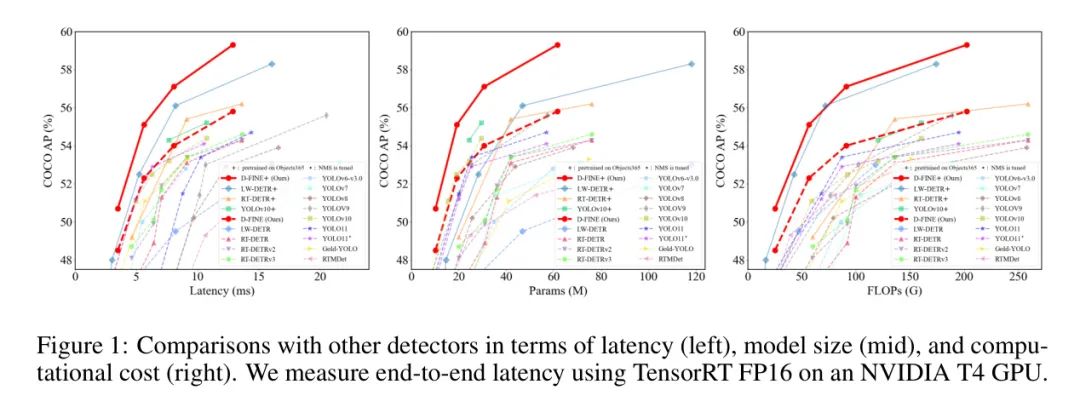 60
58
56
54
52
50
48
COCO AP (%)
0
5
10
15
20
Latency (ms)
+ pretrained on Objects365
* NMS is tuned
D-FINE+ (Ours)
LW-DETR+
RT-DETR+
YOLOv10+
D-FINE (Ours)
LW-DETR
RT-DETR
RT-DETRv2
RT-DETRv3
YOLOv6-v3.0
YOLOv7
YOLOv8
YOLOv9
YOLOv10
YOLO11
YOLO11*
Gold-YOLO
RTMDet
60
58
56
54
52
50
48
COCO AP (%)
0
20
40
60
80
100
120
Params (M)
+ pretrained on Objects365
* NMS is tuned
D-FINE+ (Ours)
LW-DETR+
RT-DETR+
YOLOv10+
D-FINE (Ours)
LW-DETR
RT-DETR
RT-DETRv2
RT-DETRv3
YOLOv6-v3.0
YOLOv7
YOLOv8
YOLOv9
YOLOv10
YOLO11
YOLO11*
Gold-YOLO
RTMDet
60
58
56
54
52
50
48
COCO AP (%)
0
50
100
150
200
250
FLOPs (G)
+ pretrained on Objects365
* NMS is tuned
D-FINE+ (Ours)
LW-DETR+
RT-DETR+
YOLOv10+
D-FINE (Ours)
LW-DETR
RT-DETR
RT-DETRv2
RT-DETRv3
YOLOv6-v3.0
YOLOv7
YOLOv8
YOLOv9
YOLOv10
YOLO11
YOLO11*
Gold-YOLO
RTMDet
Figure 1: Comparisons with other detectors in terms of latency (left), model size (mid), and compu-
tational cost (right). We measure end-to-end latency using TensorRT FP16 on an NVIDIA T4 GPU.